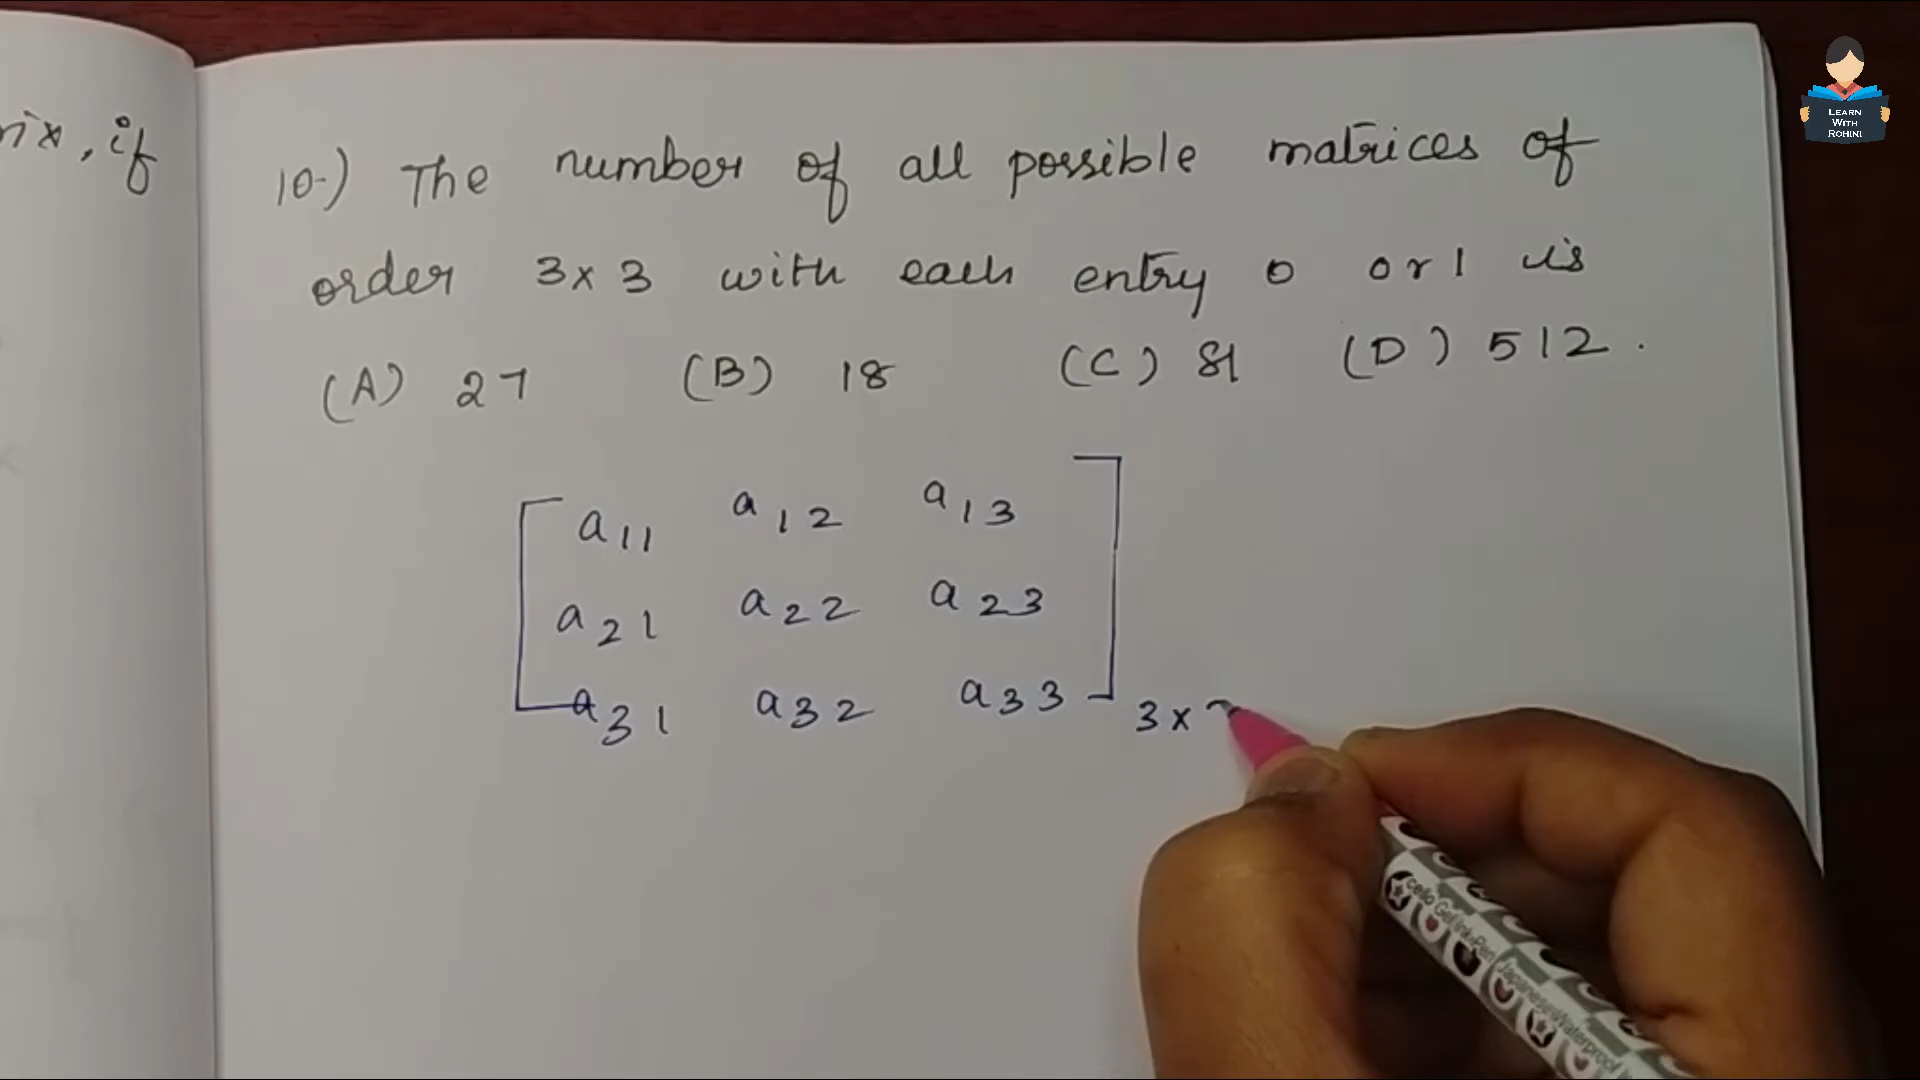 rix, if
10.) The number of all possible matrices of
order 3x3 with each entry 0 or 1 is
(A) 27 (B) 18 (C) 81 (D) 512.
a11 a12 a13
a21 a22 a23
a31 a32 a33
3x
LEARN
WITH
ROHINI
cello Gel Ink Pen Japanese Waterproof